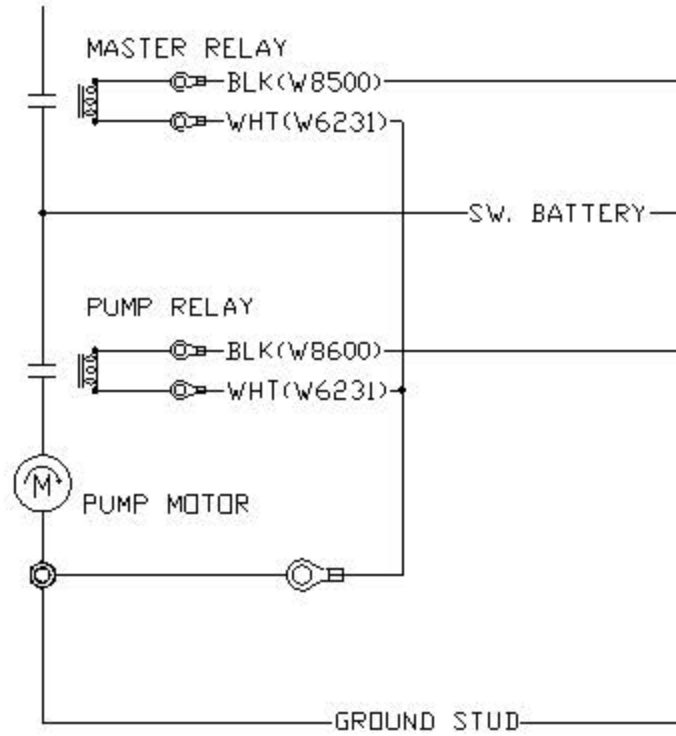 MASTER RELAY
BLK(W8500)
WHT(W6231)
SW. BATTERY
PUMP RELAY
BLK(W8600)
WHT(W6231)
M
PUMP MOTOR
GROUND STUD